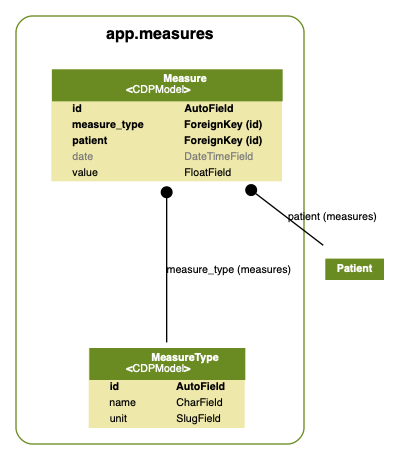 app.measures
Measure
<CDPModel>
id AutoField
measure_type ForeignKey (id)
patient ForeignKey (id)
date DateTimeField
value FloatField
patient (measures)
Patient
measure_type (measures)
MeasureType
<CDPModel>
id AutoField
name CharField
unit SlugField